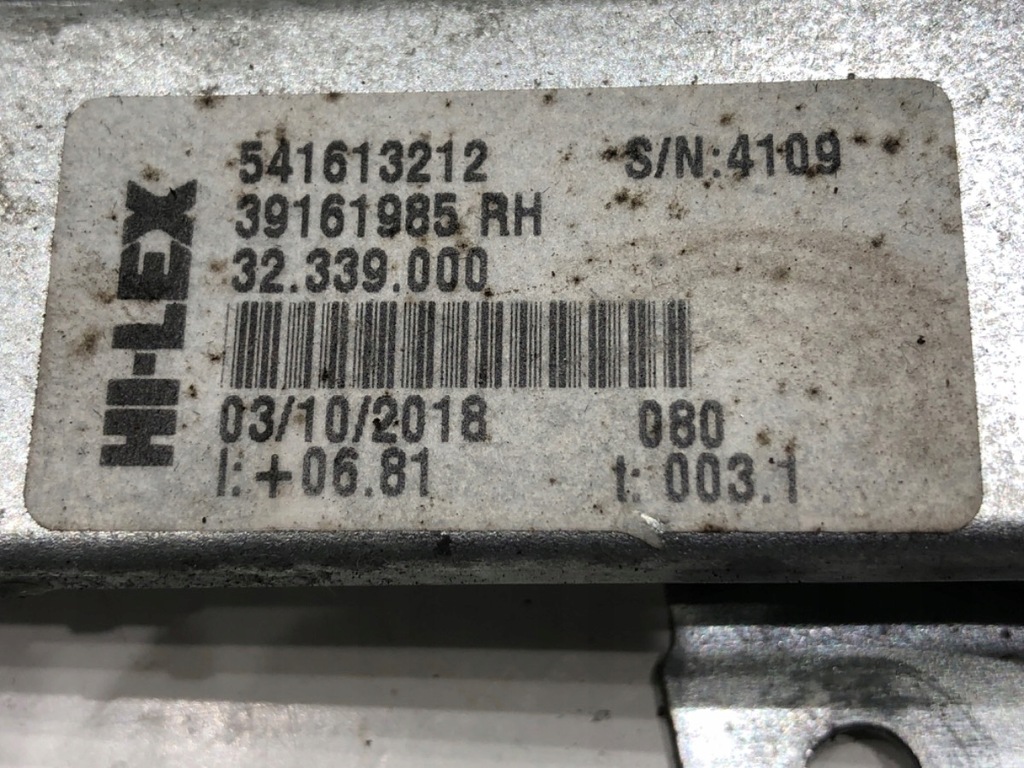 HI-LEX
541613212 S/N:4109
39161985 RH
32.339.000
03/10/2018 080
I: +06.81 t: 003.1